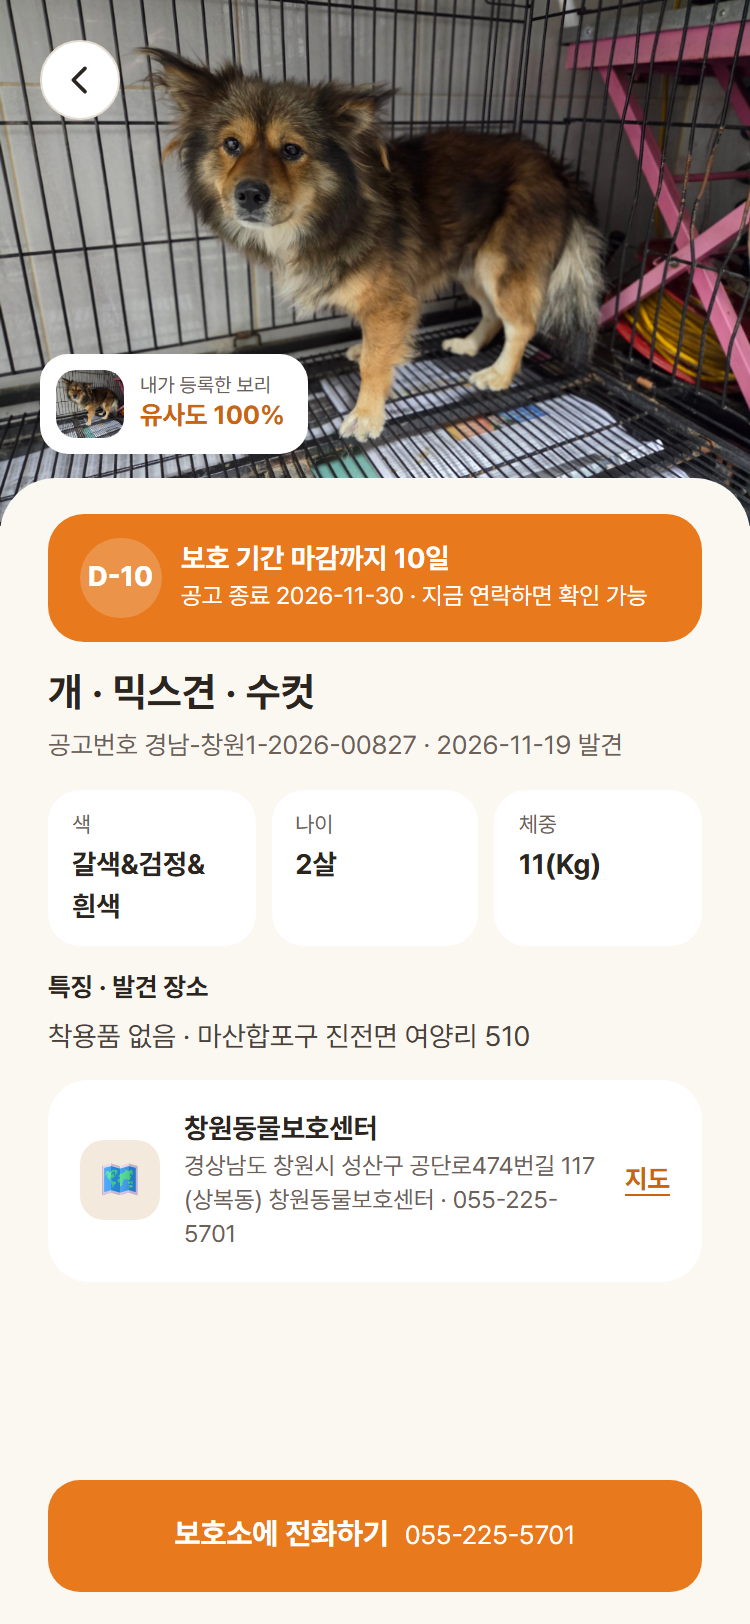 내가 등록한 보리
유사도 100%
D-10
보호 기간 마감까지 10일
공고 종료 2026-11-30 · 지금 연락하면 확인 가능
개 · 믹스견 · 수컷
공고번호 경남-창원1-2026-00827 · 2026-11-19 발견
색
갈색&검정&
흰색
나이
2살
체중
11(Kg)
특징 · 발견 장소
착용품 없음 · 마산합포구 진전면 여양리 510
창원동물보호센터
경상남도 창원시 성산구 공단로474번길 117
(상복동) 창원동물보호센터 · 055-225-
5701
지도
보호소에 전화하기 055-225-5701